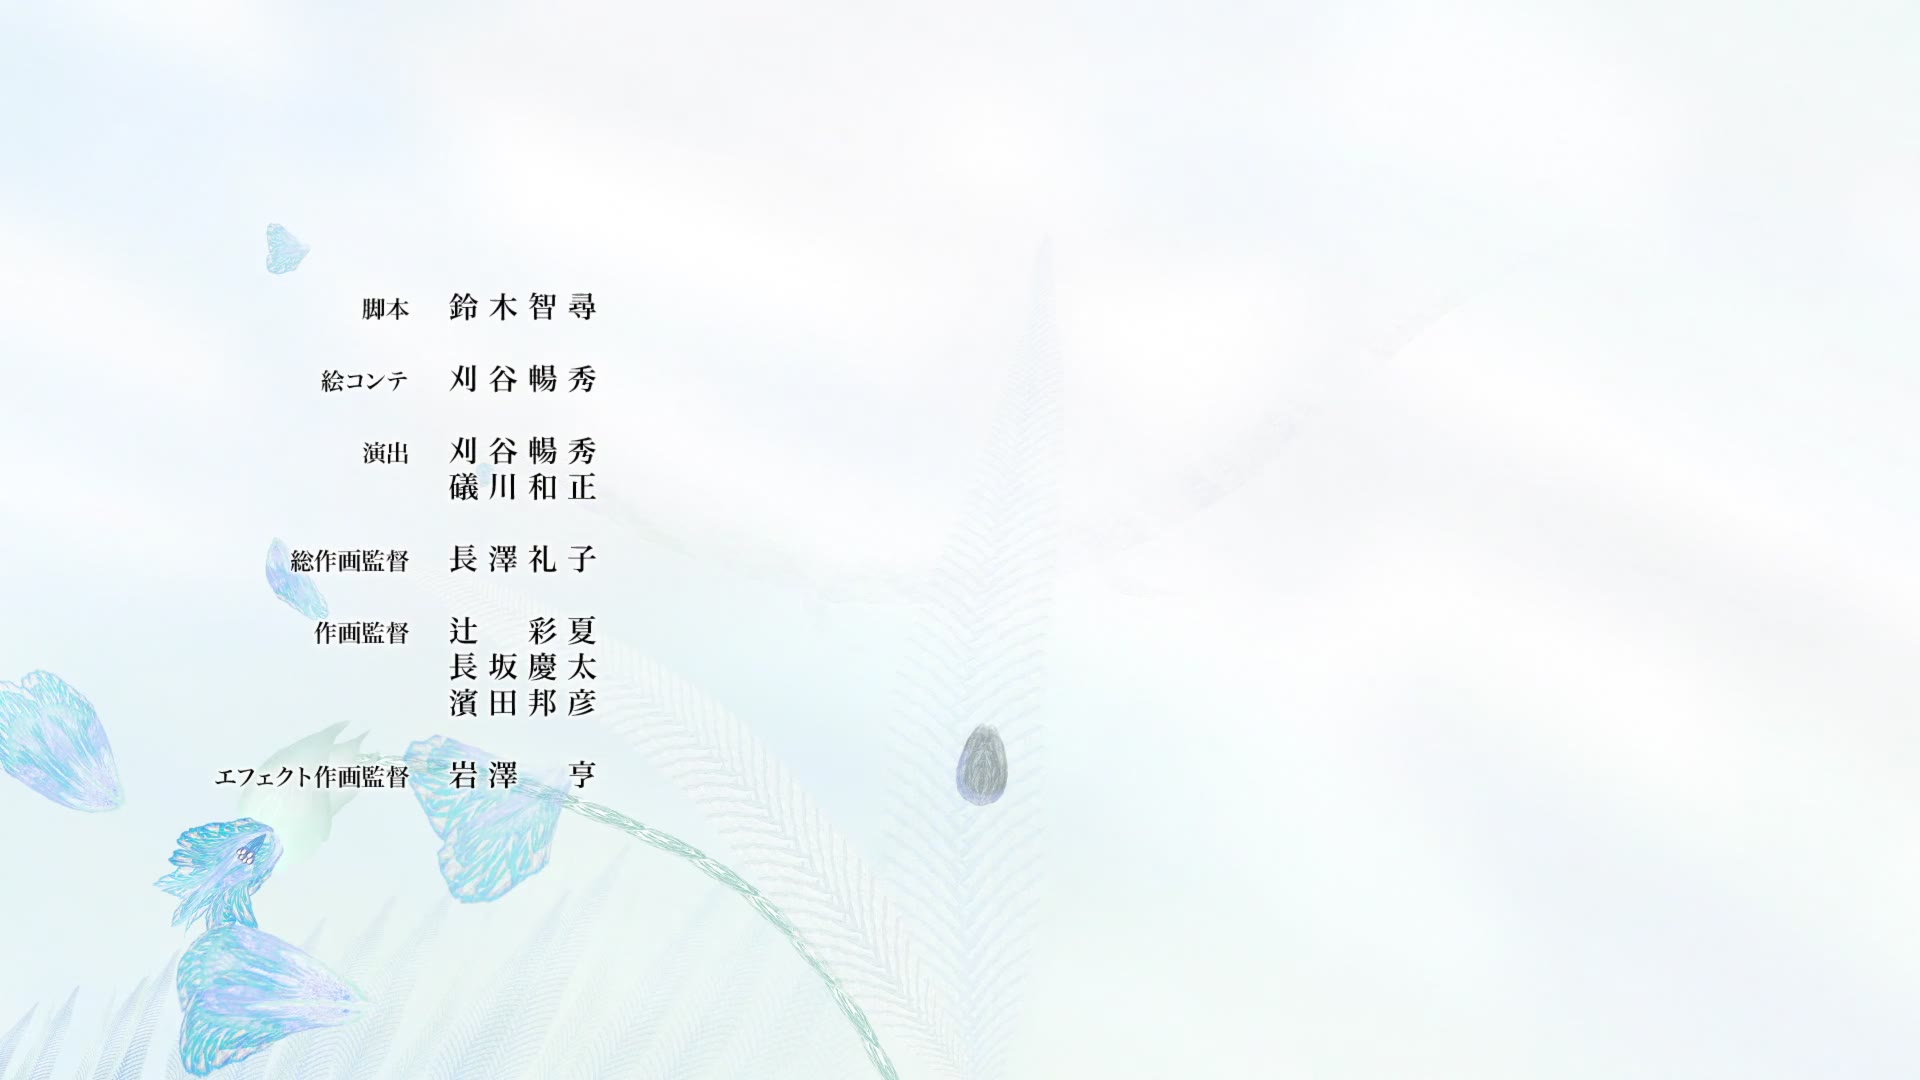 脚本 鈴木智尋
絵コンテ 刈谷暢秀
演出 刈谷暢秀
礒川和正
総作画監督 長澤礼子
作画監督 辻 彩夏
長坂慶太
濱田邦彦
エフェクト作画監督 岩澤 亨